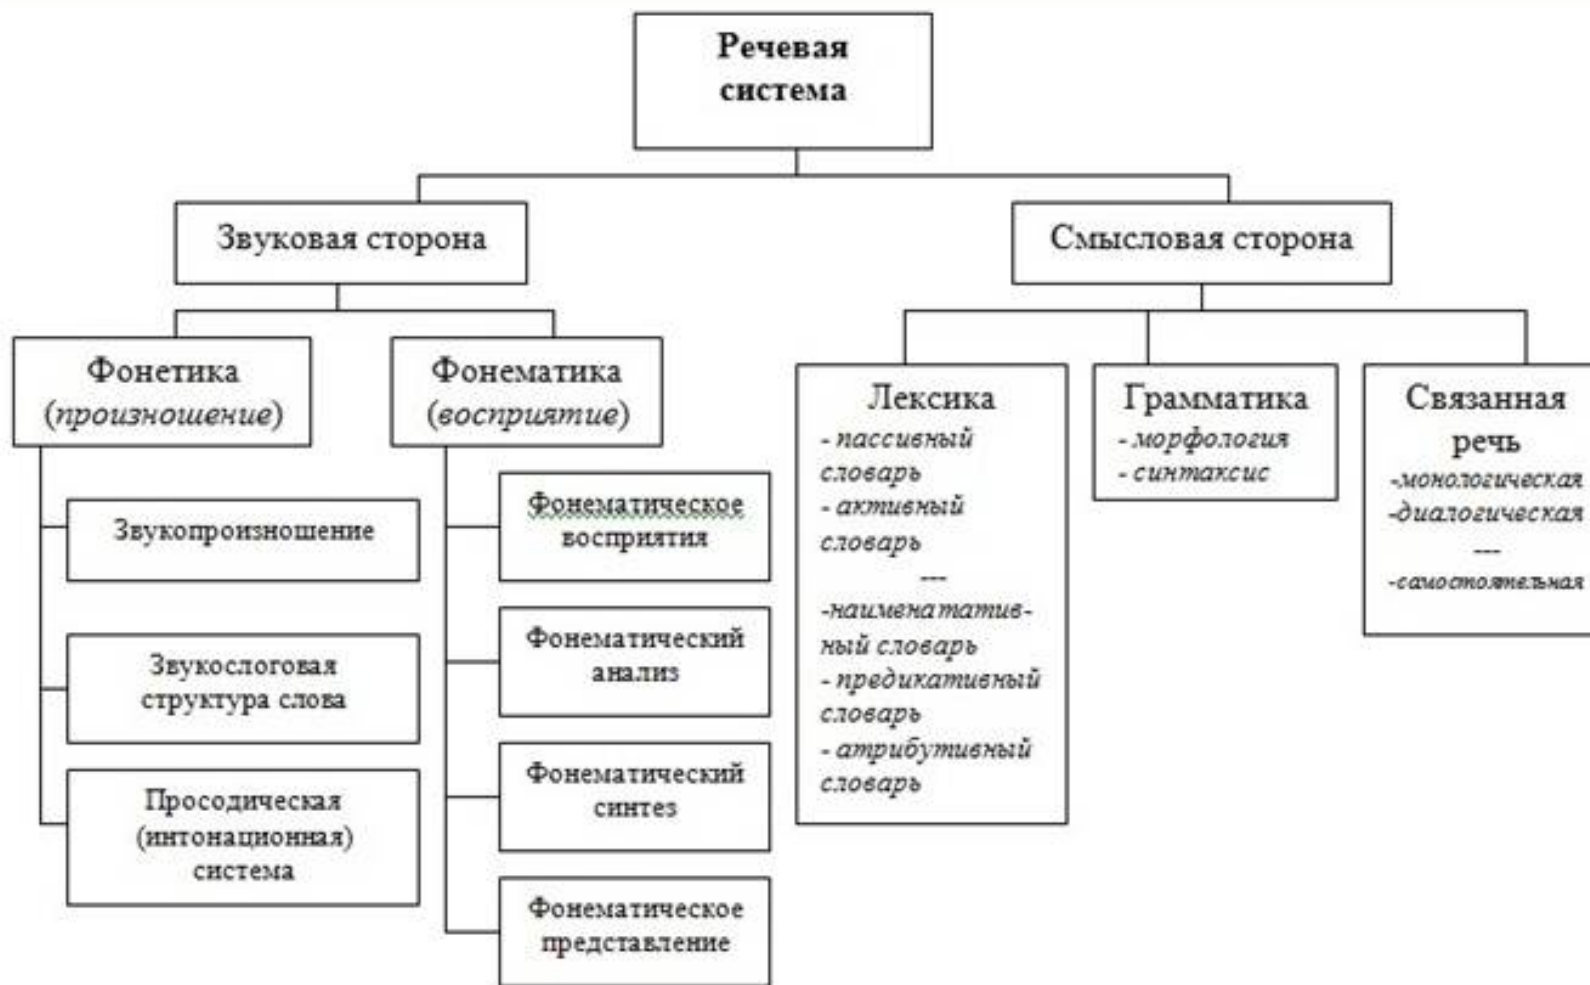 Речевая
система
Звуковая сторона
Смысловая сторона
Фонетика
(произношение)
Фонематика
(восприятие)
Звукопроизношение
Звукослоговая
структура слова
Просодическая
(интонационная)
система
Фонематическое
восприятия
Фонематический
анализ
Фонематический
синтез
Фонематическое
представление
Лексика
- пассивный
словарь
- активный
словарь
---
-наименататив-
ный словарь
- предикативный
словарь
- атрибутивный
словарь
Грамматика
- морфология
- синтаксис
Связанная
речь
-монологическая
-диалогическая
---
-самостоятельная